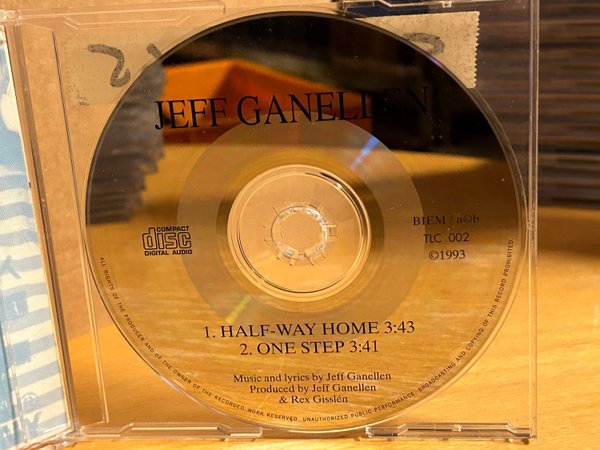 JEFF GANELLEN
COMPACT
disc
DIGITAL AUDIO
BIEM / n©b
TLC 002
©1993
1. HALF-WAY HOME 3:43
2. ONE STEP 3:41
Music and lyrics by Jeff Ganellen
Produced by Jeff Ganellen
& Rex Gisslén
ALL RIGHTS OF THE PRODUCER AND OF THE OWNER OF THE RECORDED WORK RESERVED. UNAUTHORIZED PUBLIC PERFORMANCE, BROADCASTING AND COPYING OF THIS RECORD PROHIBITED